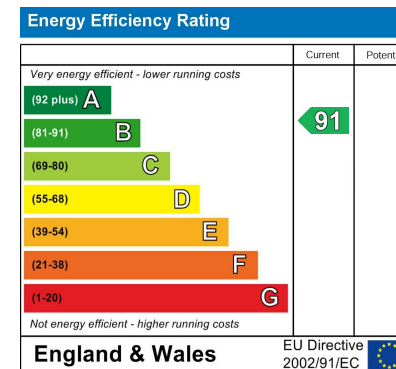 Energy Efficiency Rating
Current Potent
Very energy efficient - lower running costs
(92 plus) A
(81-91) B 91
(69-80) C
(55-68) D
(39-54) E
(21-38) F
(1-20) G
Not energy efficient - higher running costs
England & Wales
EU Directive
2002/91/EC